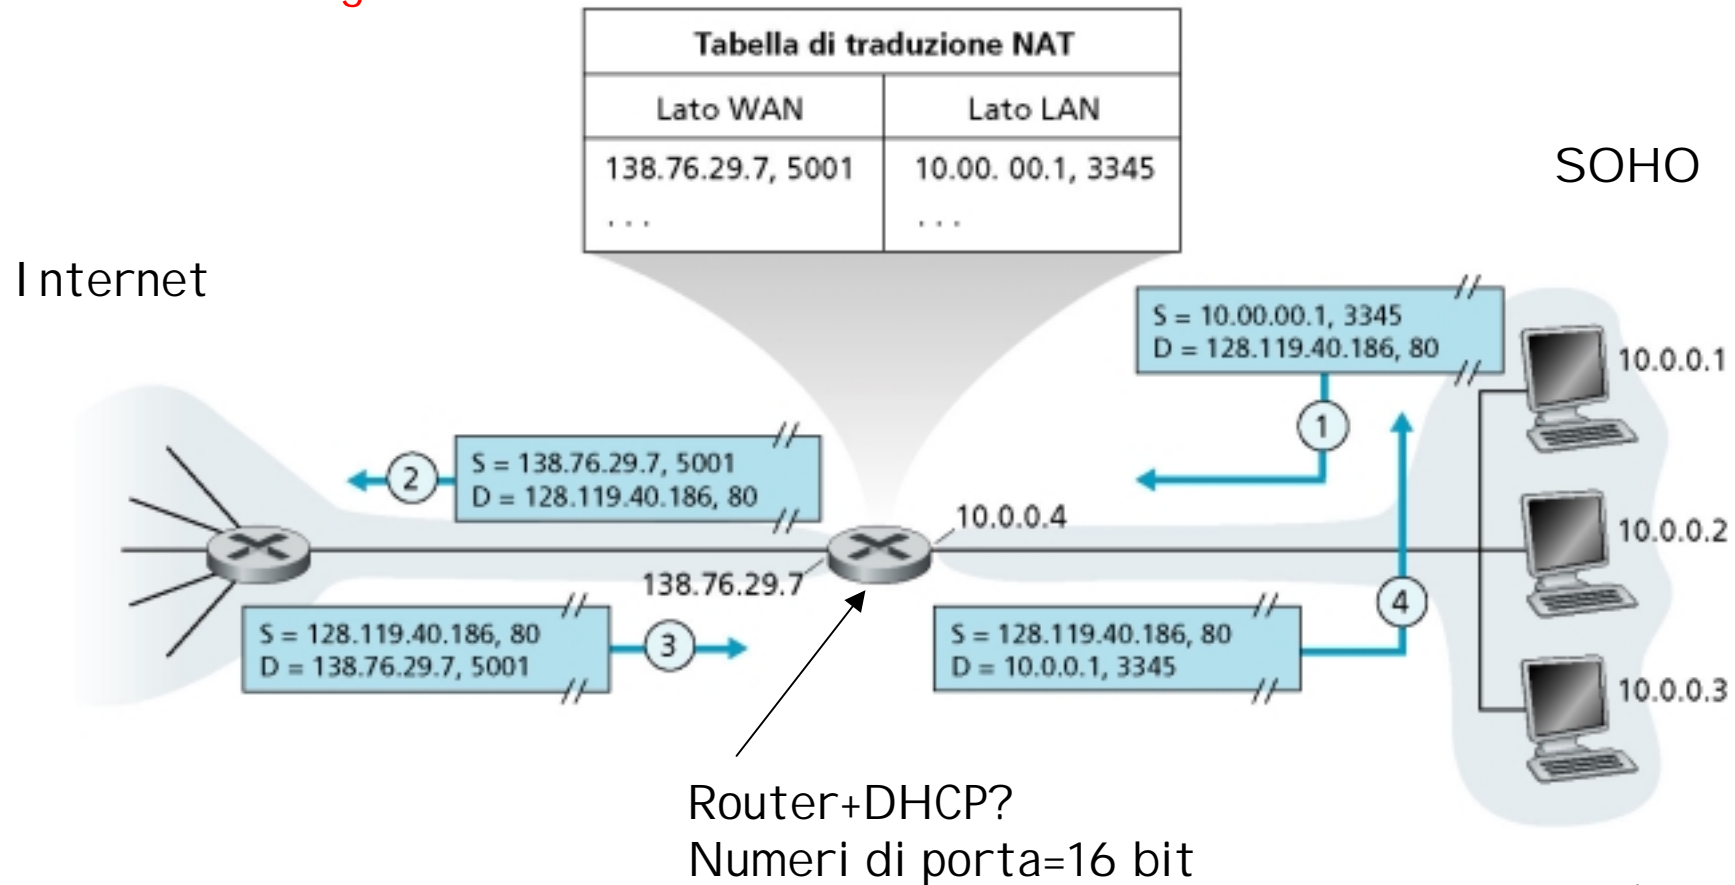 Tabella di traduzione NAT
Lato WAN Lato LAN
138.76.29.7, 5001 10.00. 00.1, 3345
. . . . . .
SOHO
Internet
S = 10.00.00.1, 3345
D = 128.119.40.186, 80
10.0.0.1
1
S = 138.76.29.7, 5001
D = 128.119.40.186, 80
2
10.0.0.4
10.0.0.2
138.76.29.7
4
S = 128.119.40.186, 80
D = 138.76.29.7, 5001
3
S = 128.119.40.186, 80
D = 10.0.0.1, 3345
10.0.0.3
Router+DHCP?
Numeri di porta=16 bit